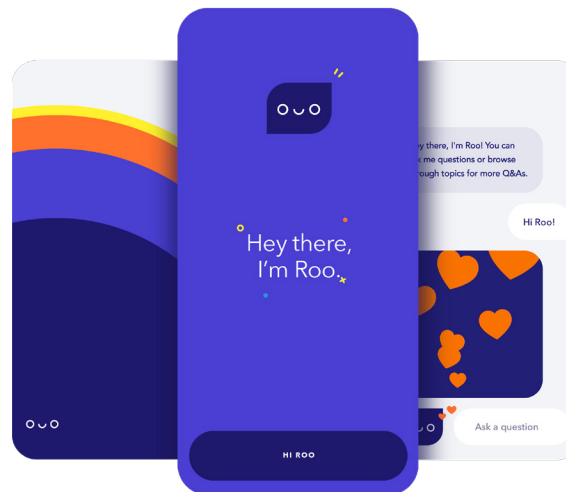 Hey there,
I'm Roo.
HI ROO
there, I'm Roo! You can
me questions or browse
through topics for more Q&As.
Hi Roo!
Ask a question